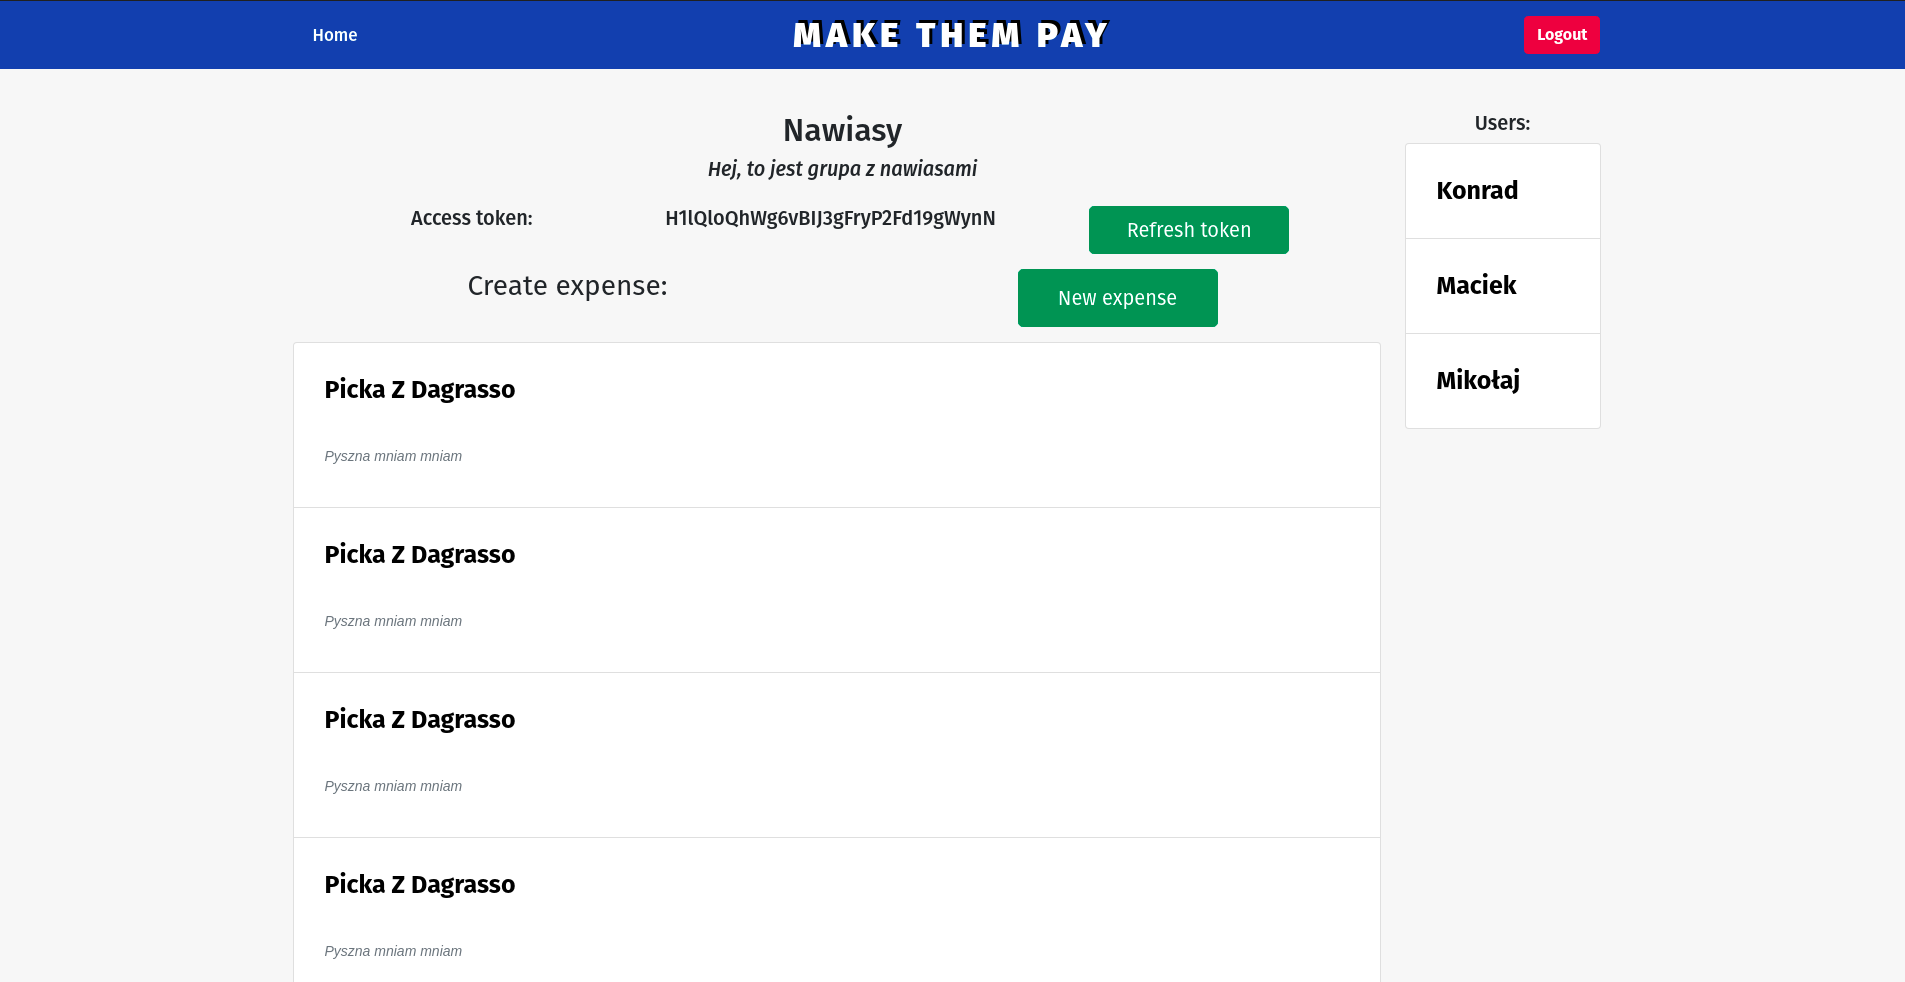 Home
MAKE THEM PAY
Logout
Nawiasy
Hej, to jest grupa z nawiasami
Access token:
H1lQloQhWg6vBIJ3gFryP2Fd19gWynN
Refresh token
Create expense:
New expense
Picka Z Dagrasso
Pyszna mniam mniam
Picka Z Dagrasso
Pyszna mniam mniam
Picka Z Dagrasso
Pyszna mniam mniam
Picka Z Dagrasso
Pyszna mniam mniam
Users:
Konrad
Maciek
Mikołaj